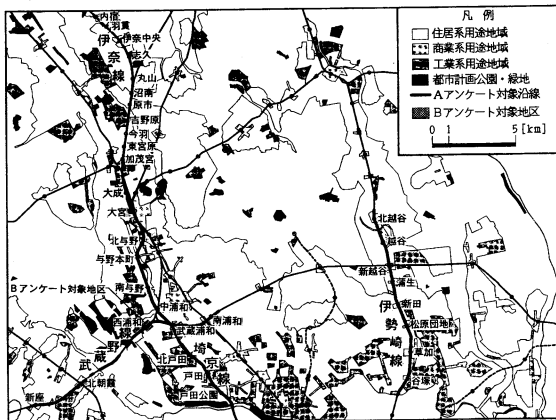 凡例
住居系用途地域
商業系用途地域
工業系用途地域
都市計画公園・緑地
Aアンケート対象沿線
Bアンケート対象地区
0 1 5 [km]
内宿
羽貫
伊奈中央
志久
伊奈線
丸山
沼南
原市
吉野原
今羽
東宮原
加茂宮
大成
大宮
北与野
与野本町
Bアンケート対象地区
南与野
中浦和
西浦和
南浦和
武蔵浦和
武蔵野
北戸田
戸田
戸田公園
埼京線
北朝霞
新座
北越谷
越谷
新越谷
蒲生
新田
松原団地
草加
谷塚
伊勢崎線